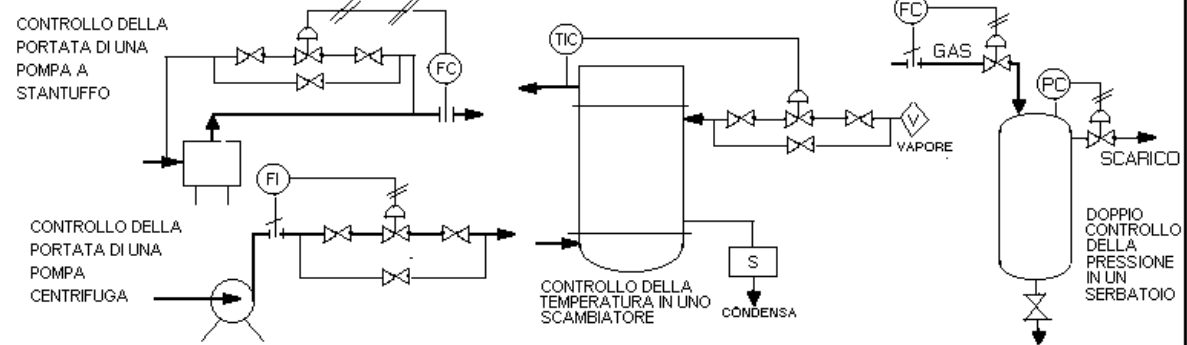 CONTROLLO DELLA
PORTATA DI UNA
POMPA A
STANTUFFO
FC
TIC
FC
GAS
PC
V
VAPORE
SCARICO
FI
CONTROLLO DELLA
PORTATA DI UNA
POMPA
CENTRIFUGA
S
CONDENSA
CONTROLLO DELLA
TEMPERATURA IN UNO
SCAMBIATORE
DOPPIO
CONTROLLO
DELLA
PRESSIONE
IN UN
SERBATOIO